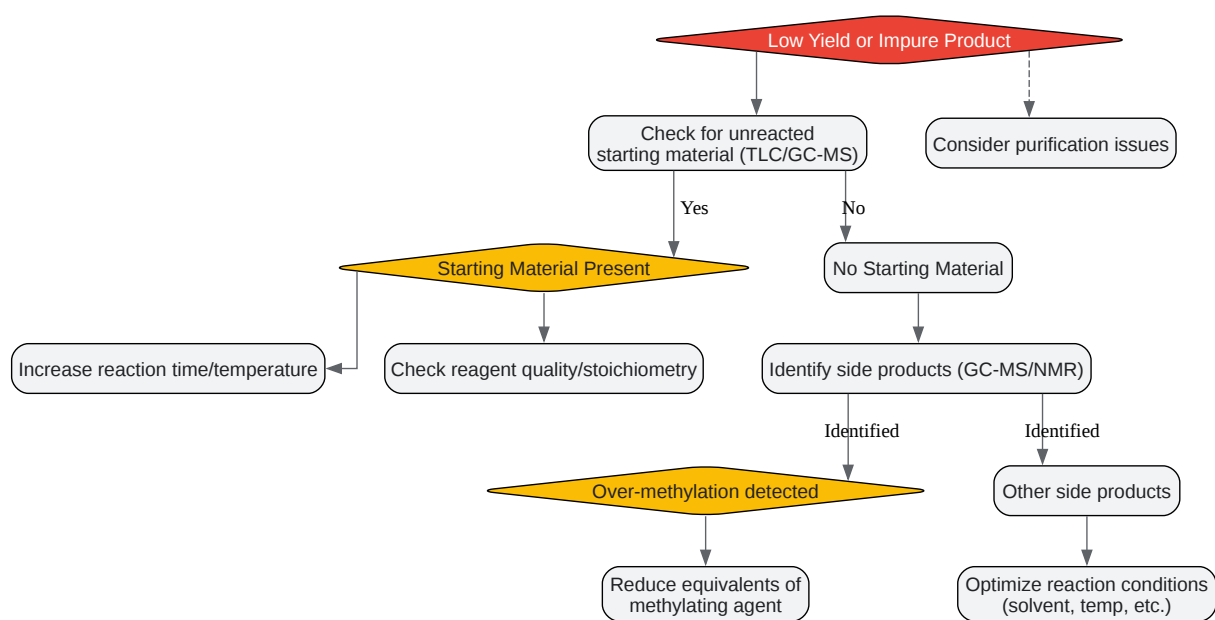 Low Yield or Impure Product
Check for unreacted
starting material (TLC/GC-MS)
Consider purification issues
Yes
No
Starting Material Present
No Starting Material
Increase reaction time/temperature
Check reagent quality/stoichiometry
Identify side products (GC-MS/NMR)
Identified
Identified
Over-methylation detected
Other side products
Reduce equivalents of
methylating agent
Optimize reaction conditions
(solvent, temp, etc.)